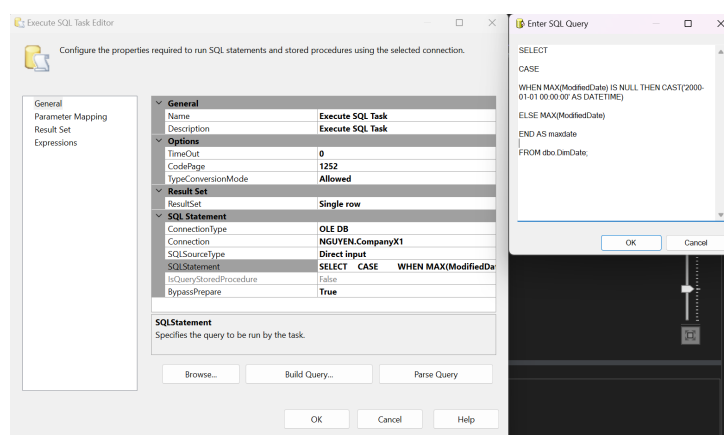 Execute SQL Task Editor
Configure the properties required to run SQL statements and stored procedures using the selected connection.
General
Parameter Mapping
Result Set
Expressions
General
Name Execute SQL Task
Description Execute SQL Task
Options
TimeOut 0
CodePage 1252
TypeConversionMode Allowed
Result Set
ResultSet Single row
SQL Statement
ConnectionType OLE DB
Connection NGUYEN.CompanyX1
SQLSourceType Direct input
SQLStatement SELECT CASE WHEN MAX(ModifiedDat
IsQueryStoredProcedure False
BypassPrepare True
SQLStatement
Specifies the query to be run by the task.
Browse... Build Query... Parse Query
OK Cancel Help
Enter SQL Query
SELECT
CASE
WHEN MAX(ModifiedDate) IS NULL THEN CAST('2000-
01-01 00:00:00' AS DATETIME)
ELSE MAX(ModifiedDate)
END AS maxdate
FROM dbo.DimDate;
OK Cancel